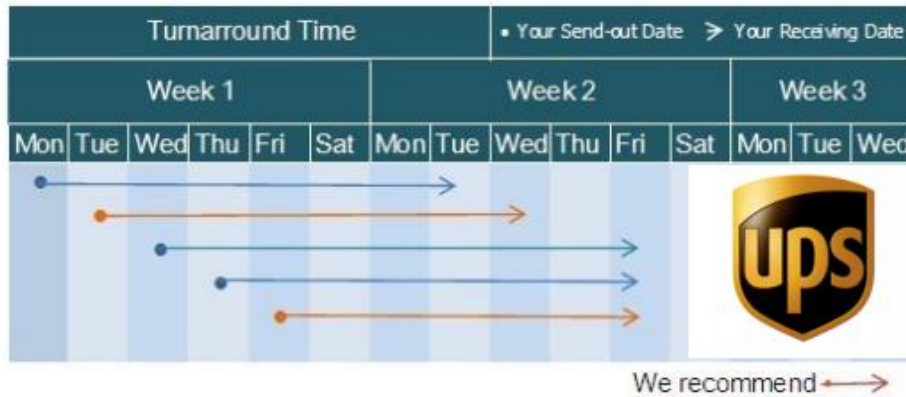 Turnarround Time • Your Send-out Date > Your Receiving Date
Week 1 Week 2 Week 3
Mon Tue Wed Thu Fri Sat Mon Tue Wed Thu Fri Sat Mon Tue Wed
ups
We recommend